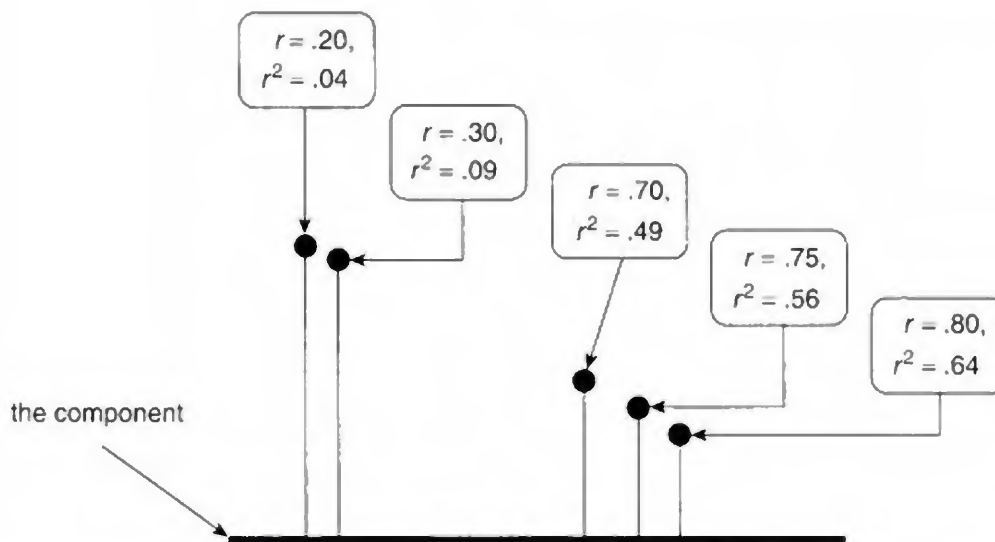 r = .20,
r² = .04
r = .30,
r² = .09
r = .70,
r² = .49
r = .75,
r² = .56
r = .80,
r² = .64
the component